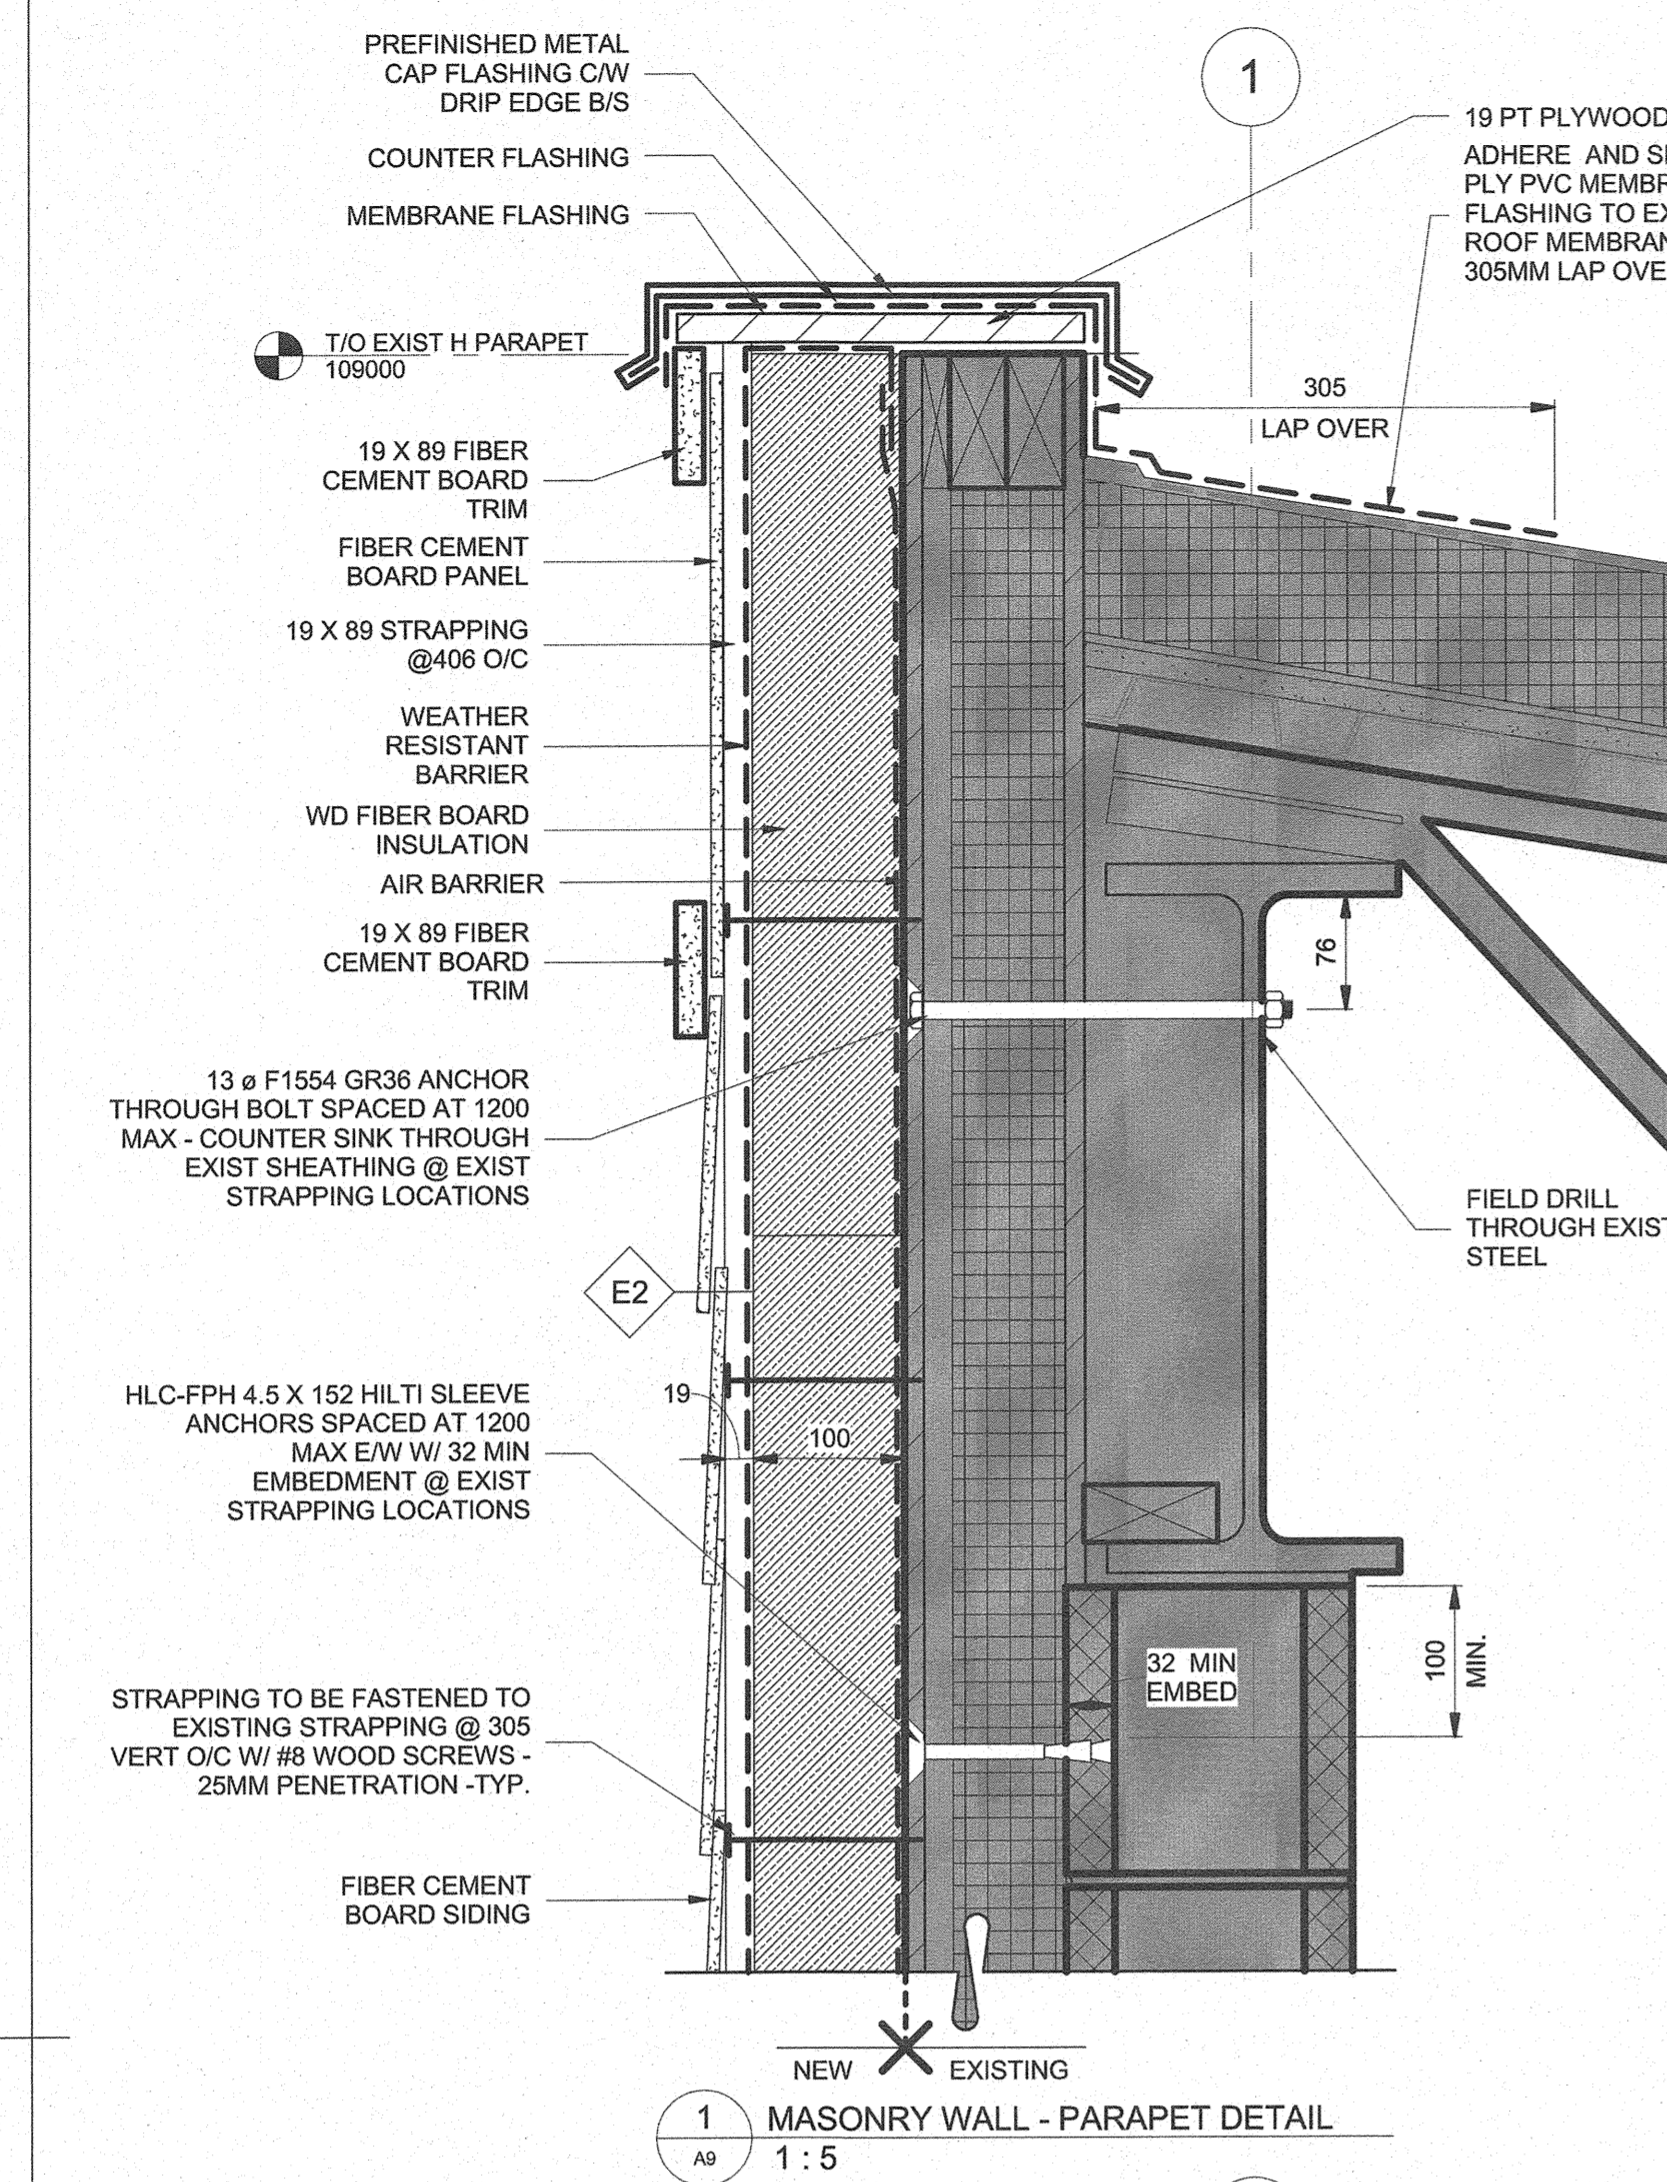 PREFINISHED METAL
CAP FLASHING C/W
DRIP EDGE B/S
COUNTER FLASHING
MEMBRANE FLASHING
1
19 PT PLYWOOD
ADHERE AND
PLY PVC
FLASHING TO
ROOF
305MM LAP
T/O EXIST H PARAPET
109000
305
LAP OVER
19 X 89 FIBER
CEMENT BOARD
TRIM
FIBER CEMENT
BOARD PANEL
19 X 89 STRAPPING
@406 O/C
WEATHER
RESISTANT
BARRIER
WD FIBER BOARD
INSULATION
AIR BARRIER
19 X 89 FIBER
CEMENT BOARD
TRIM
76
13 ø F1554 GR36 ANCHOR
THROUGH BOLT SPACED AT 1200
MAX - COUNTER SINK THROUGH
EXIST SHEATHING @ EXIST
STRAPPING LOCATIONS
FIELD DRILL
THROUGH EXIST
STEEL
E2
HLC-FPH 4.5 X 152 HILTI SLEEVE
ANCHORS SPACED AT 1200
MAX E/W W/ 32 MIN
EMBEDMENT @ EXIST
STRAPPING LOCATIONS
19
100
32 MIN
EMBED
100
MIN.
STRAPPING TO BE FASTENED TO
EXISTING STRAPPING @ 305
VERT O/C W/ #8 WOOD SCREWS -
25MM PENETRATION -TYP.
FIBER CEMENT
BOARD SIDING
NEW
EXISTING
1
A9
MASONRY WALL - PARAPET DETAIL
1 : 5